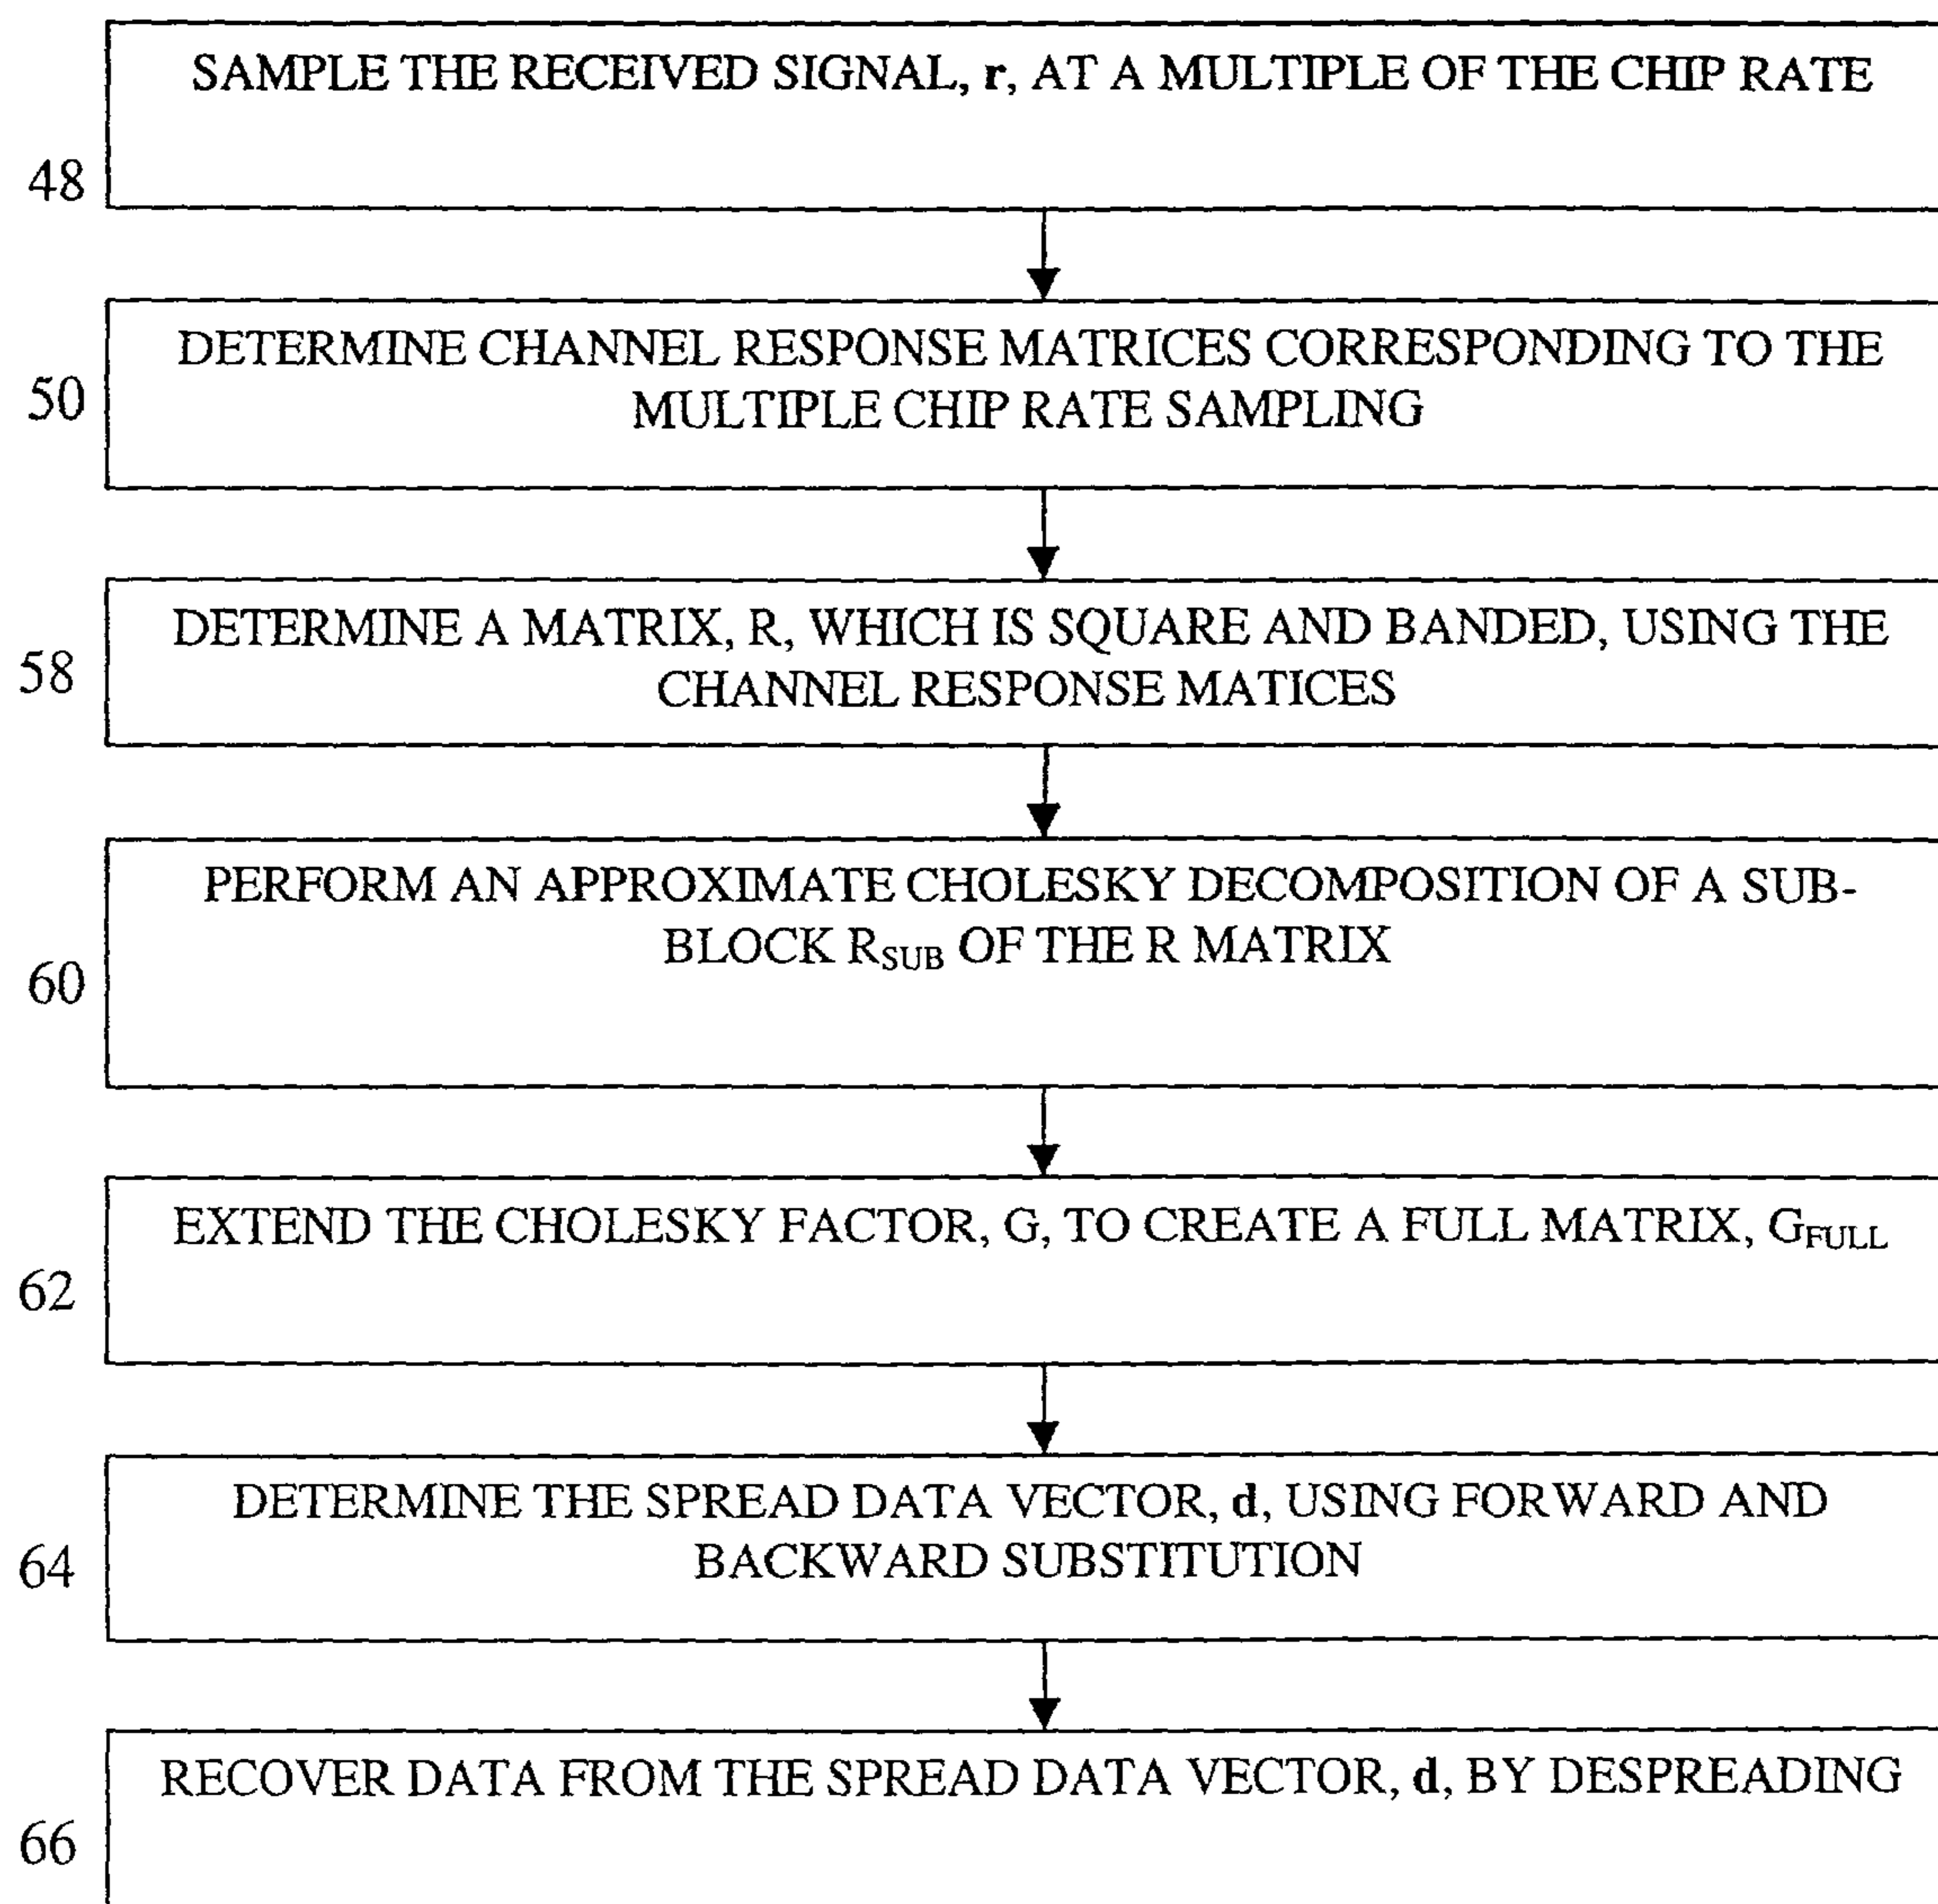 SAMPLE THE RECEIVED SIGNAL, r, AT A MULTIPLE OF THE CHIP RATE
48
DETERMINE CHANNEL RESPONSE MATRICES CORRESPONDING TO THE
MULTIPLE CHIP RATE SAMPLING
50
DETERMINE A MATRIX, R, WHICH IS SQUARE AND BANDED, USING THE
CHANNEL RESPONSE MATICES
58
PERFORM AN APPROXIMATE CHOLESKY DECOMPOSITION OF A SUB-
BLOCK RSUB OF THE R MATRIX
60
EXTEND THE CHOLESKY FACTOR, G, TO CREATE A FULL MATRIX, GFULL
62
DETERMINE THE SPREAD DATA VECTOR, d, USING FORWARD AND
BACKWARD SUBSTITUTION
64
RECOVER DATA FROM THE SPREAD DATA VECTOR, d, BY DESPREADING
66